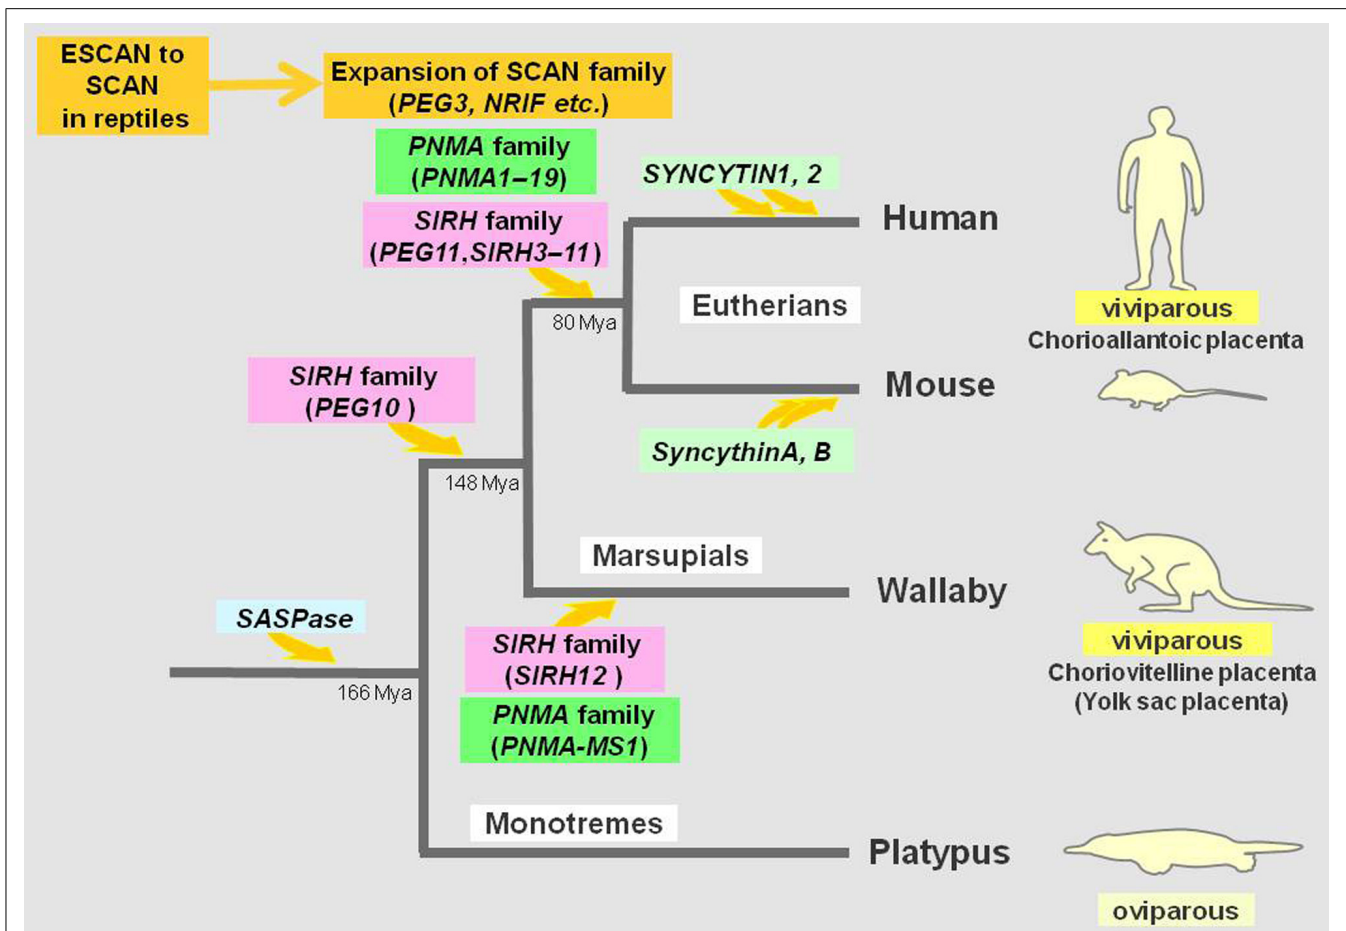 ESCAN to
SCAN
in reptiles
Expansion of SCAN family
(PEG3, NRIF etc.)
PNMA family
(PNMA1–19)
SIRH family
(PEG11,SIRH3–11)
SYNCYTIN1, 2
Human
Eutherians
viviparous
Chorioallantoic placenta
80 Mya
SIRH family
(PEG10 )
Mouse
SyncythinA, B
148 Mya
Marsupials
Wallaby
SASPase
166 Mya
SIRH family
(SIRH12 )
PNMA family
(PNMA-MS1)
viviparous
Choriovitelline placenta
(Yolk sac placenta)
Monotremes
Platypus
oviparous